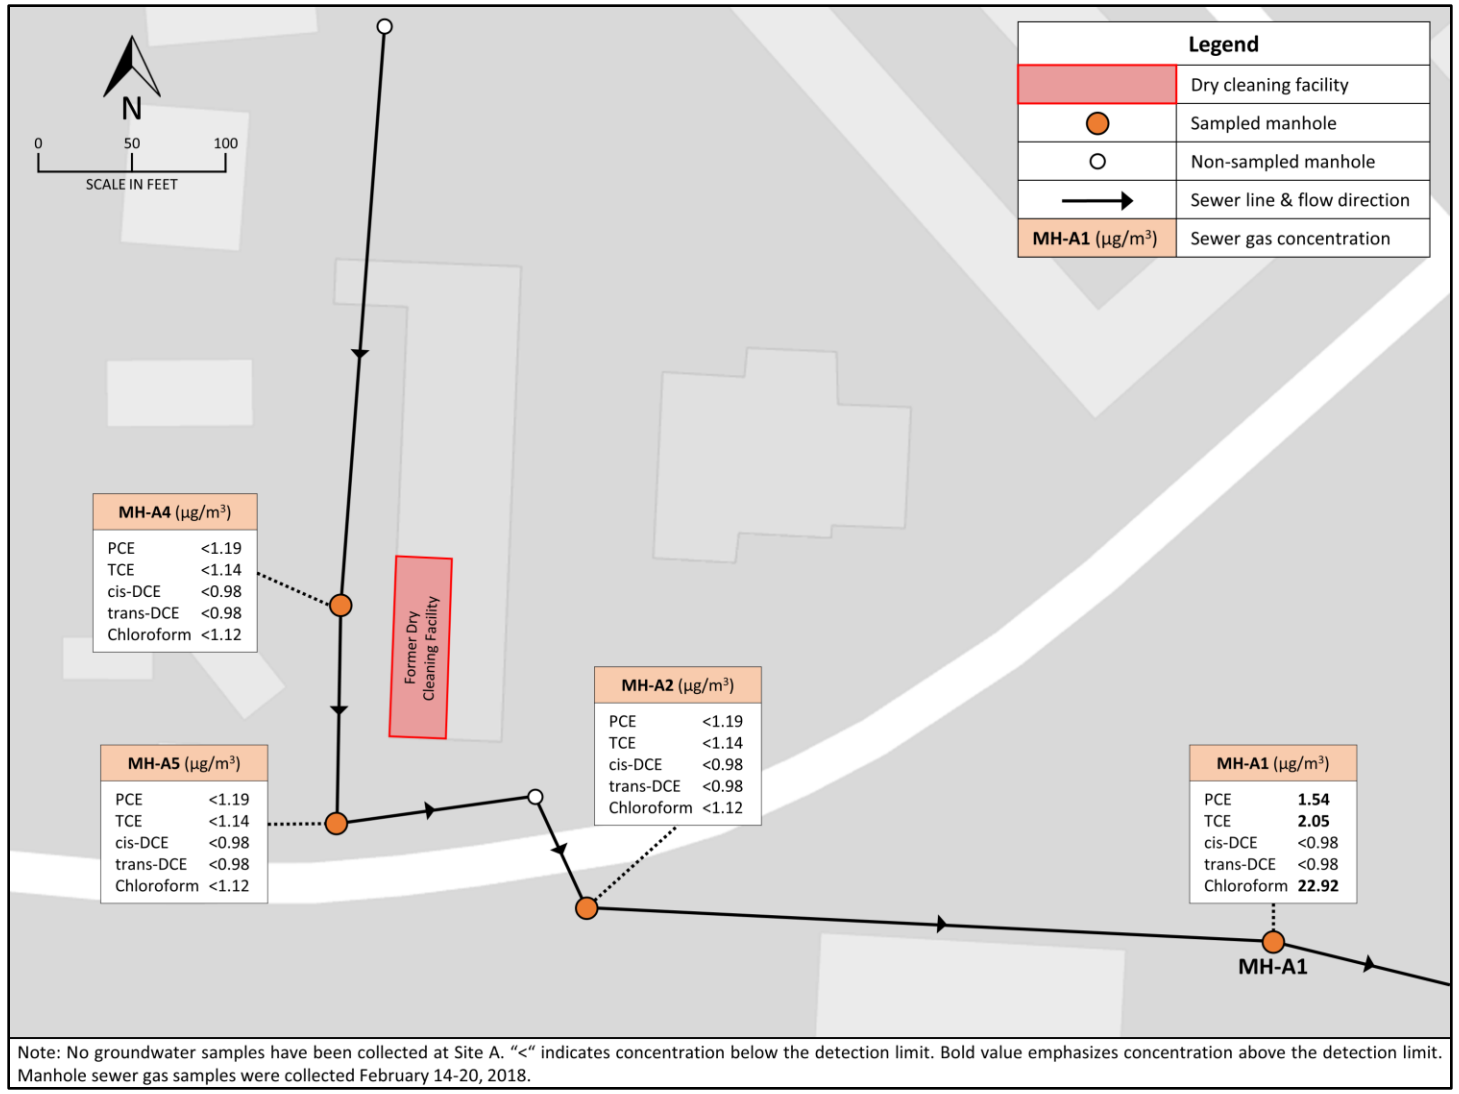 N
0 50 100
SCALE IN FEET
Legend
Dry cleaning facility
Sampled manhole
Non-sampled manhole
Sewer line & flow direction
MH-A1 (µg/m³) Sewer gas concentration
MH-A4 (µg/m³)
PCE <1.19
TCE <1.14
cis-DCE <0.98
trans-DCE <0.98
Chloroform <1.12
Former Dry
Cleaning Facility
MH-A2 (µg/m³)
PCE <1.19
TCE <1.14
cis-DCE <0.98
trans-DCE <0.98
Chloroform <1.12
MH-A5 (µg/m³)
PCE <1.19
TCE <1.14
cis-DCE <0.98
trans-DCE <0.98
Chloroform <1.12
MH-A1 (µg/m³)
PCE 1.54
TCE 2.05
cis-DCE <0.98
trans-DCE <0.98
Chloroform 22.92
MH-A1
Note: No groundwater samples have been collected at Site A. “<“ indicates concentration below the detection limit. Bold value emphasizes concentration above the detection limit.
Manhole sewer gas samples were collected February 14-20, 2018.